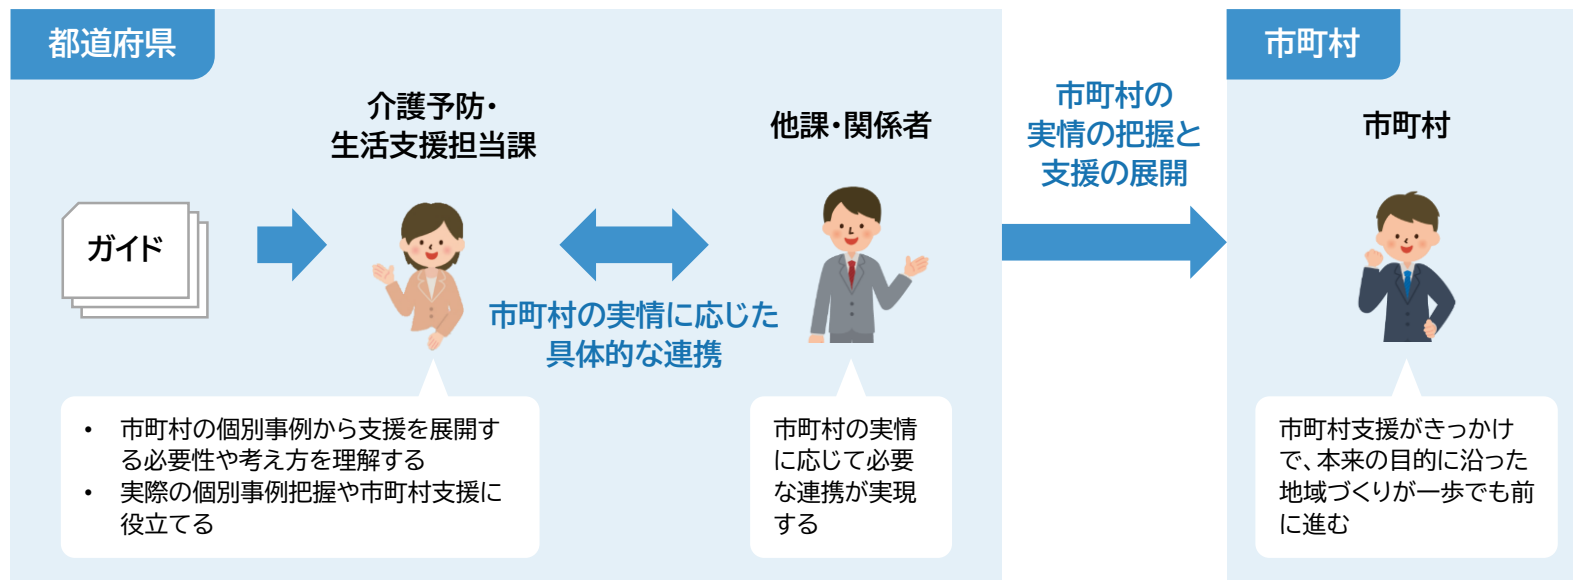 都道府県
市町村
介護予防・
生活支援担当課
他課・関係者
市町村の
実情の把握と
支援の展開
市町村
ガイド
市町村の実情に応じた
具体的な連携
• 市町村の個別事例から支援を展開す
る必要性や考え方を理解する
• 実際の個別事例把握や市町村支援に
役立てる
市町村の実情
に応じて必要
な連携が実現
する
市町村支援がきっかけ
で、本来の目的に沿った
地域づくりが一歩でも前
に進む